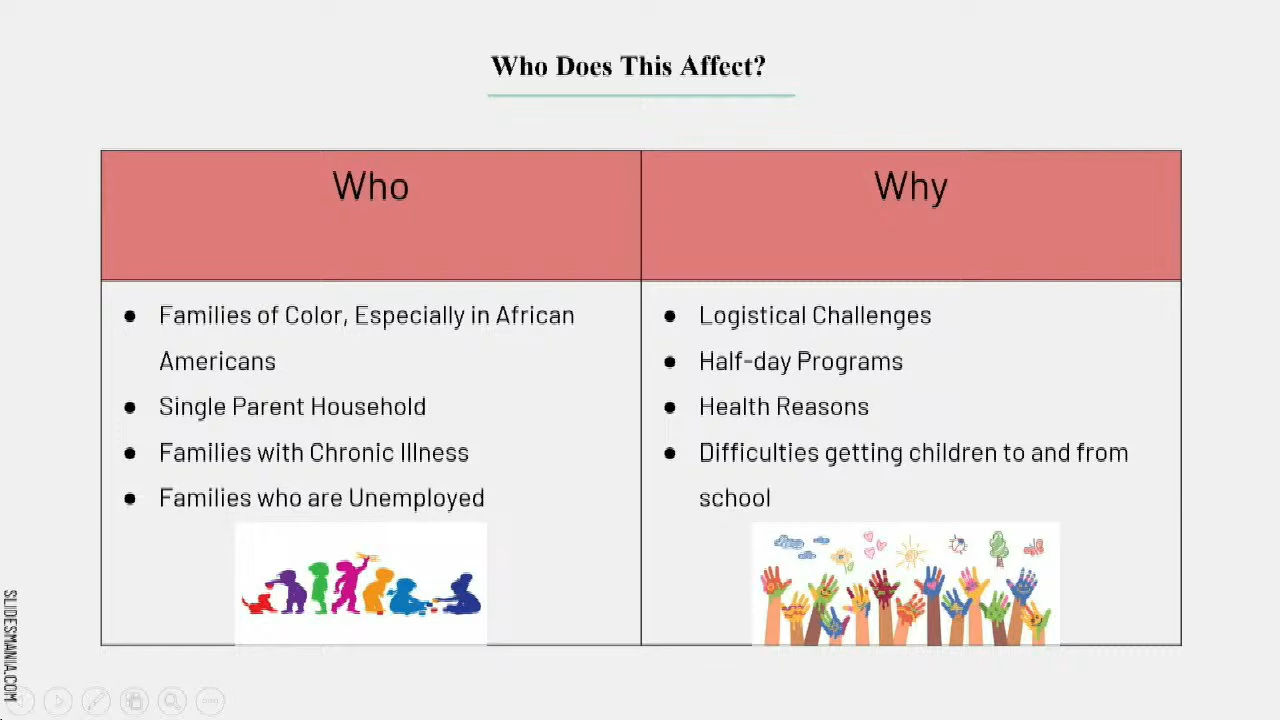 Who Does This Affect?
Who
Why
● Families of Color, Especially in African
Americans
● Single Parent Household
● Families with Chronic Illness
● Families who are Unemployed
● Logistical Challenges
● Half-day Programs
● Health Reasons
● Difficulties getting children to and from
school
SLIDESMANIA.COM